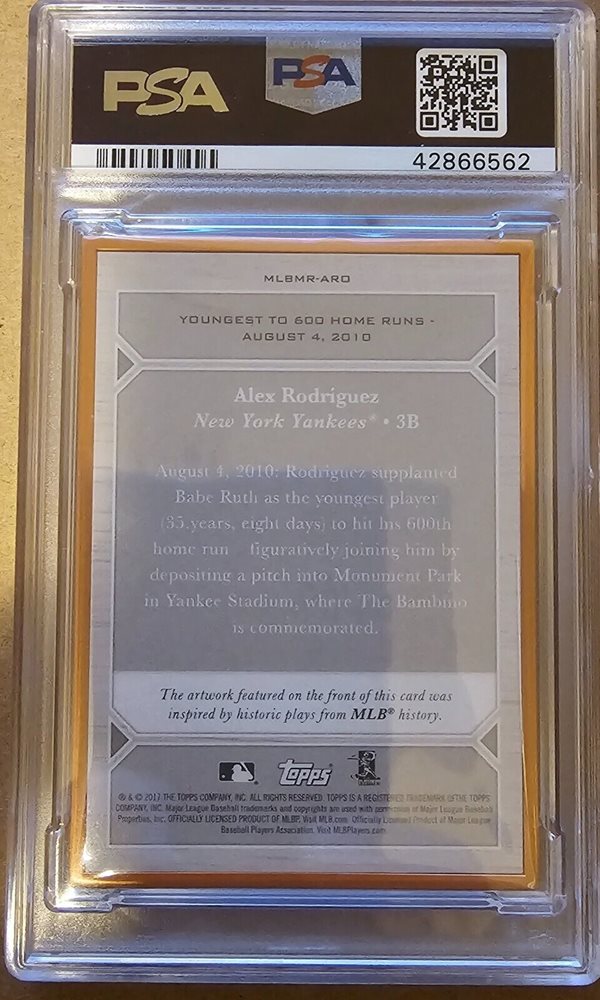 PSA PSA
42866562
MLBMR-ARO
YOUNGEST TO 600 HOME RUNS -
AUGUST 4, 2010
Alex Rodríguez
New York Yankees® • 3B
August 4, 2010: Rodríguez supplanted
Babe Ruth as the youngest player
(35 years, eight days) to hit his 600th
home run figuratively joining him by
depositing a pitch into Monument Park
in Yankee Stadium, where The Bambino
is commemorated.
The artwork featured on the front of this card was
inspired by historic plays from MLB® history.
Topps
® & © 2017 THE TOPPS COMPANY, INC. ALL RIGHTS RESERVED. TOPPS IS A REGISTERED TRADEMARK OF THE TOPPS
COMPANY, INC. Major League Baseball trademarks and copyrights are used with permission of Major League Baseball
Properties, Inc. OFFICIALLY LICENSED PRODUCT OF MLBP. Visit MLB.com Officially Licensed Product of Major League
Baseball Players Association. Visit MLBPlayers.com